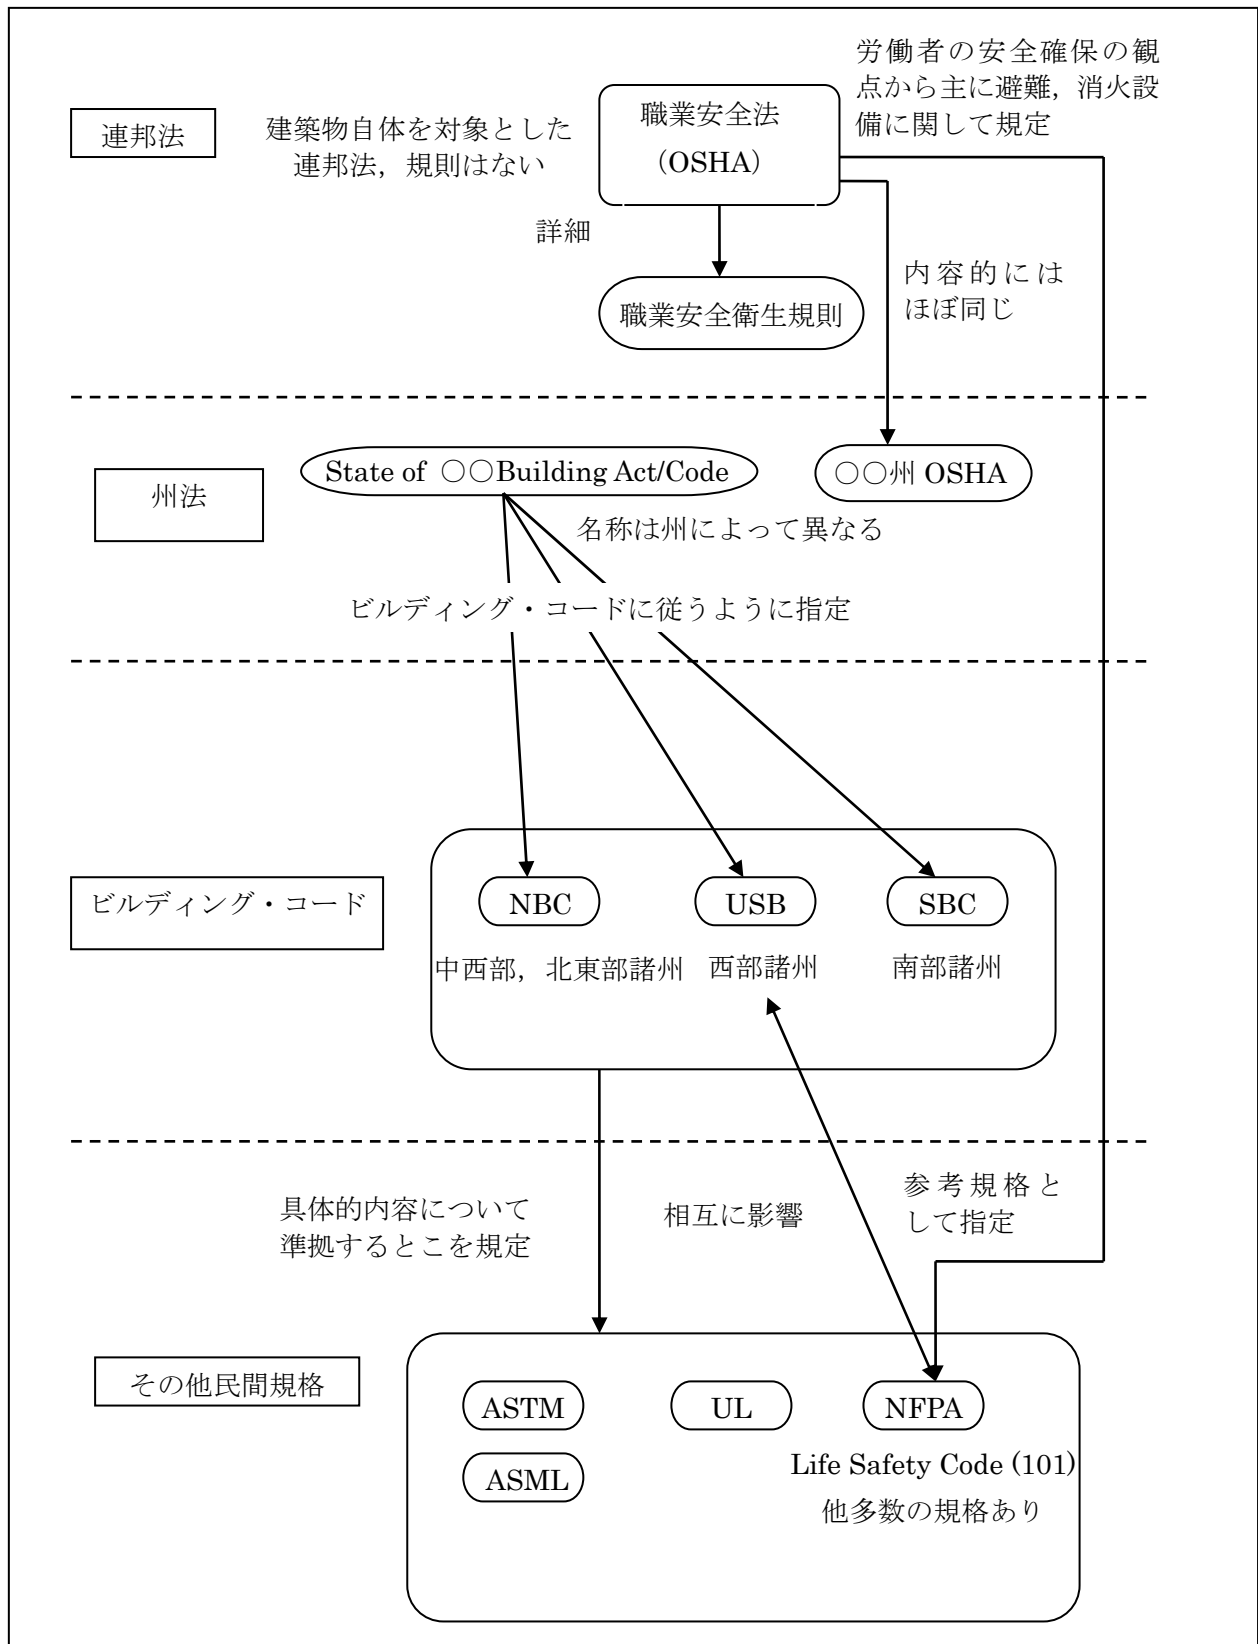 労働者の安全確保の観
点から主に避難，消火設
備に関して規定
連邦法
建築物自体を対象とした
連邦法，規則はない
職業安全法
（OSHA）
詳細
職業安全衛生規則
内容的には
ほぼ同じ
州法
State of ○○Building Act/Code
○○州 OSHA
名称は州によって異なる
ビルディング・コードに従うように指定
ビルディング・コード
NBC
USB
SBC
中西部，北東部諸州
西部諸州
南部諸州
具体的内容について
準拠するとこを規定
相互に影響
参考規格と
して指定
その他民間規格
ASTM
UL
NFPA
ASML
Life Safety Code (101)
他多数の規格あり